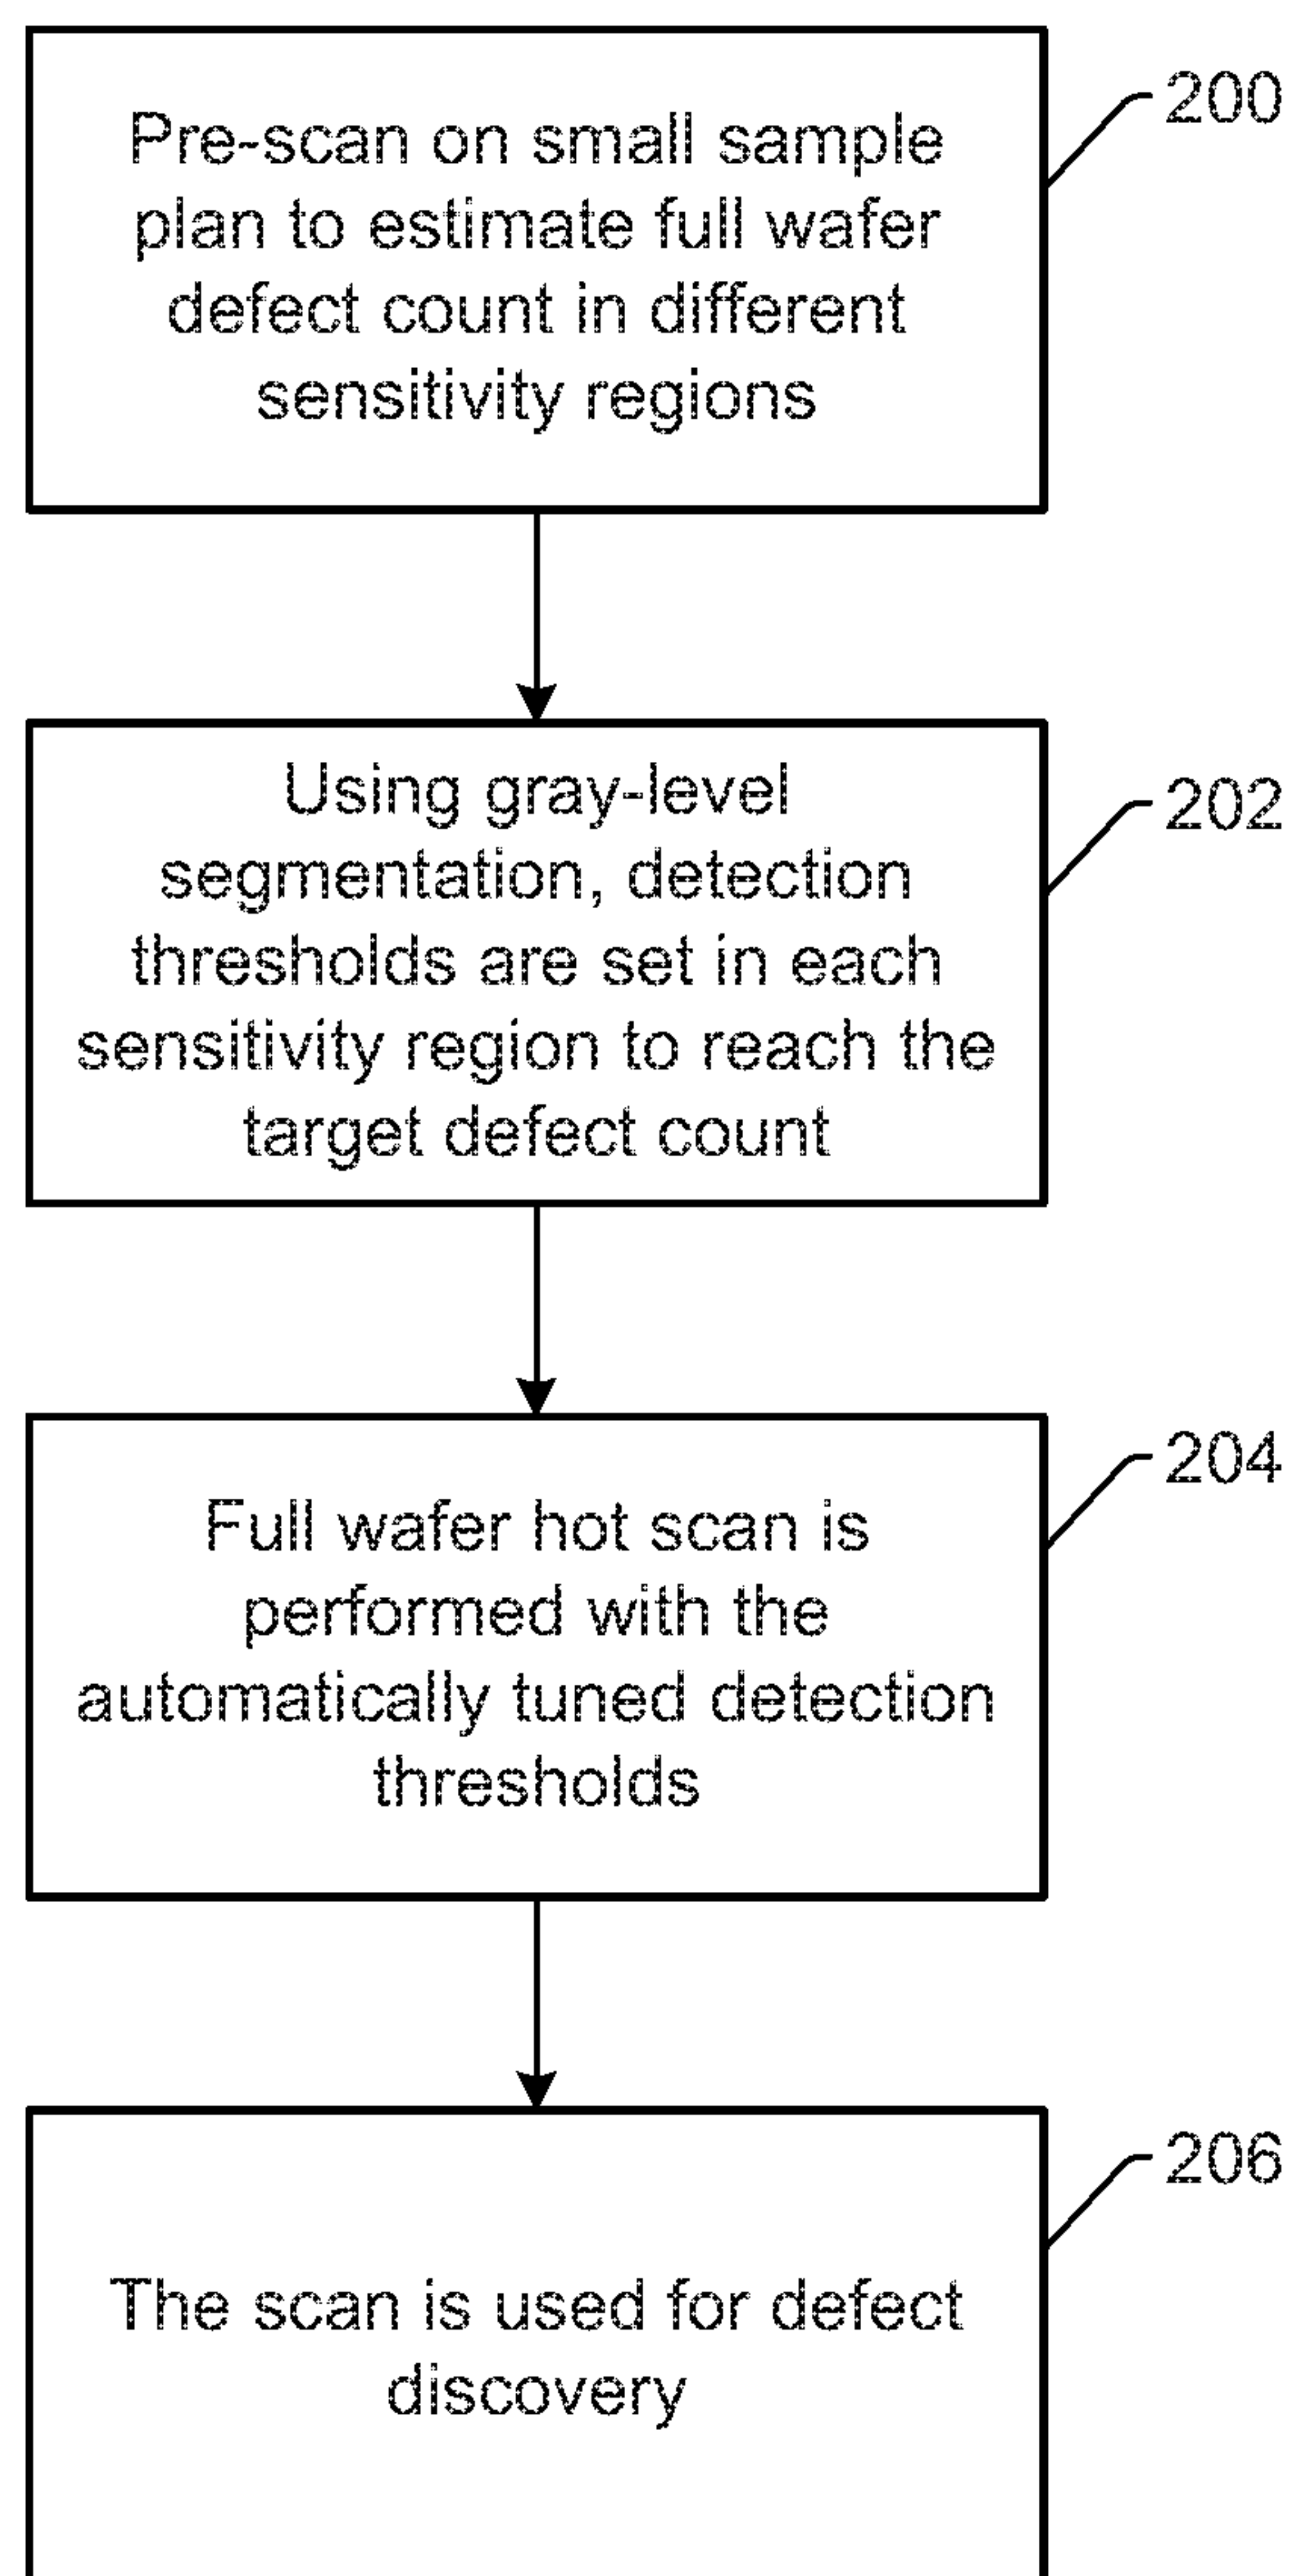 Pre-scan on small sample
plan to estimate full wafer
defect count in different
sensitivity regions
200
Using gray-level
segmentation, detection
thresholds are set in each
sensitivity region to reach the
target defect count
202
Full wafer hot scan is
performed with the
automatically tuned detection
thresholds
204
The scan is used for defect
discovery
206